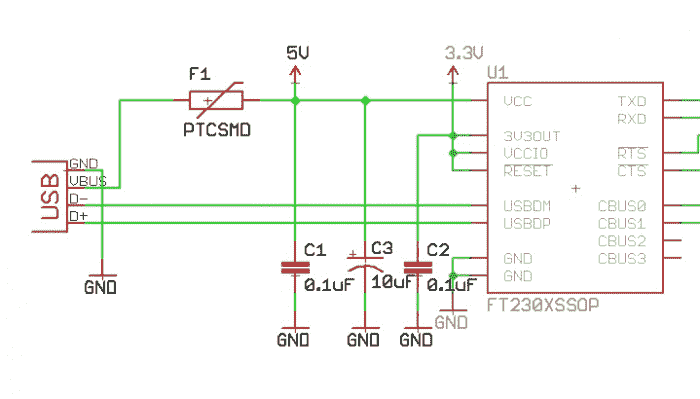 5V
3.3V
F1
U1
PTCSMD
VCC
TXD
RXD
3V3OUT
VCCIO
RTS
RESET
CTS
USB
GND
VBUS
D-
D+
USBDM
CBUS0
USBDP
CBUS1
CBUS2
GND
CBUS3
GND
C1
0.1uF
C3
10uF
C2
0.1uF
GND
GND
GND
GND
GND
FT230XSSOP